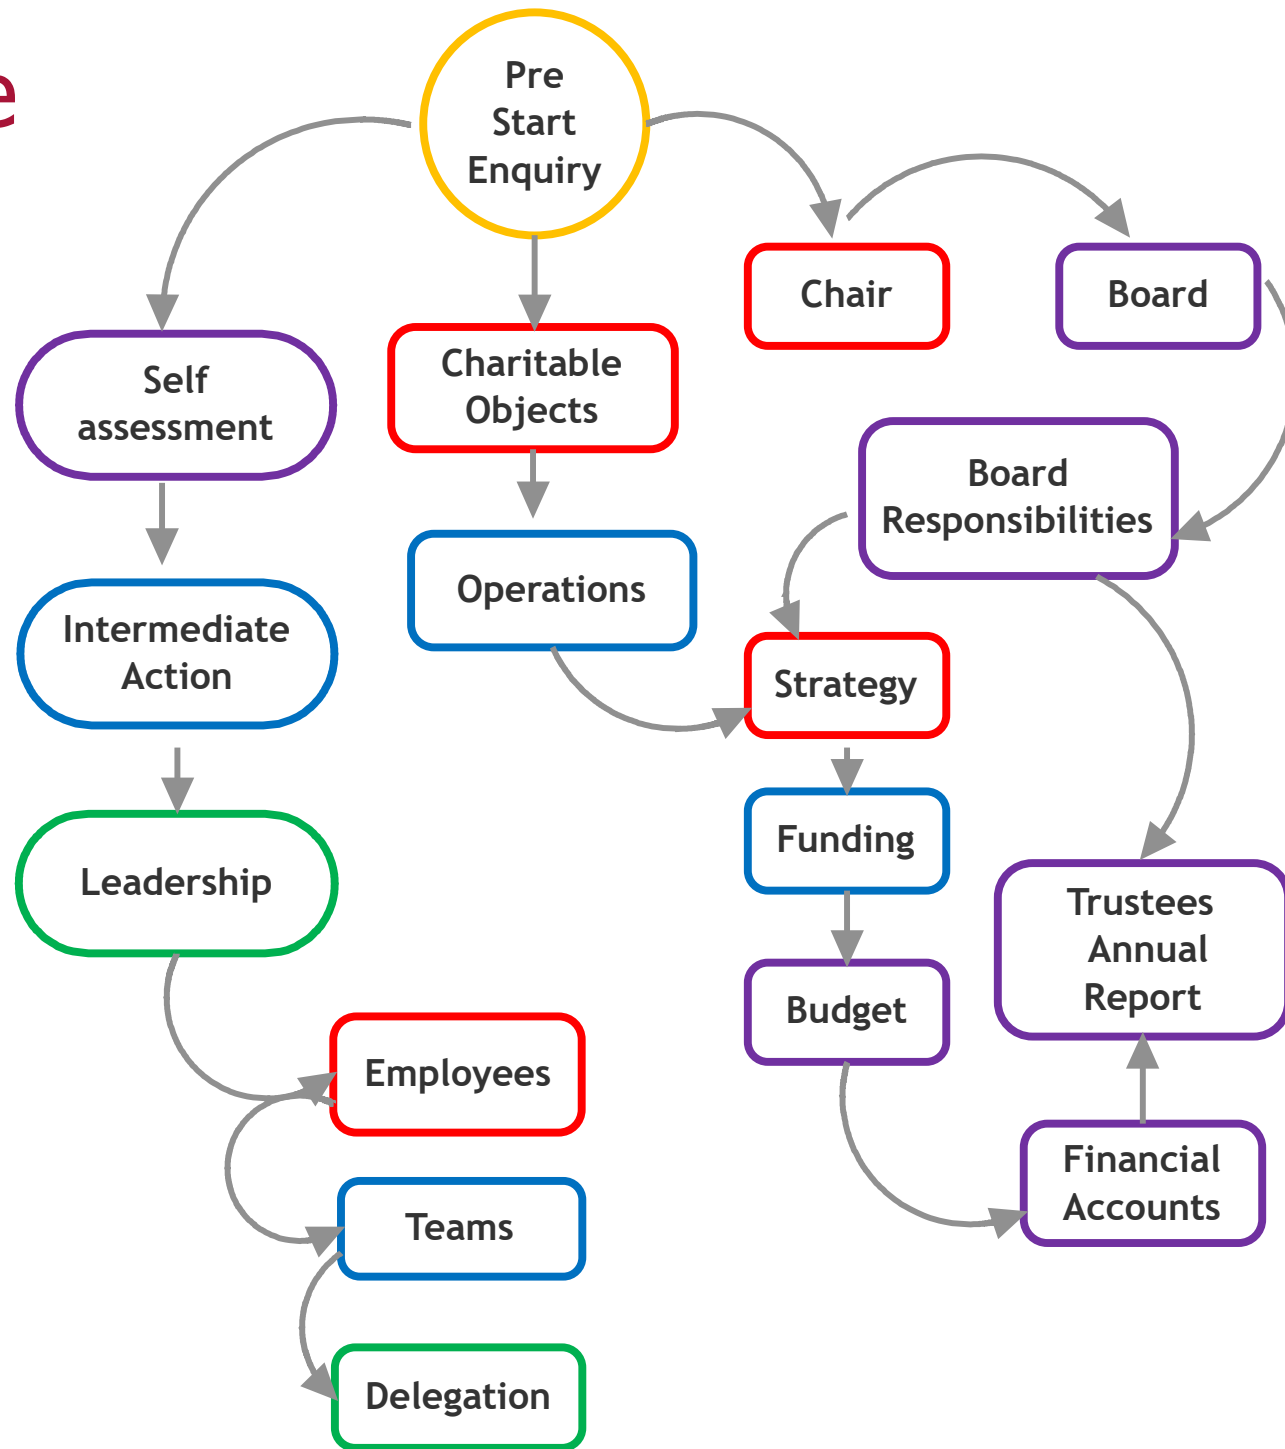 e
Pre
Start
Enquiry
Chair
Board
Self
assessment
Charitable
Objects
Board
Responsibilities
Operations
Intermediate
Action
Strategy
Funding
Leadership
Trustees
Annual
Report
Budget
Employees
Financial
Accounts
Teams
Delegation